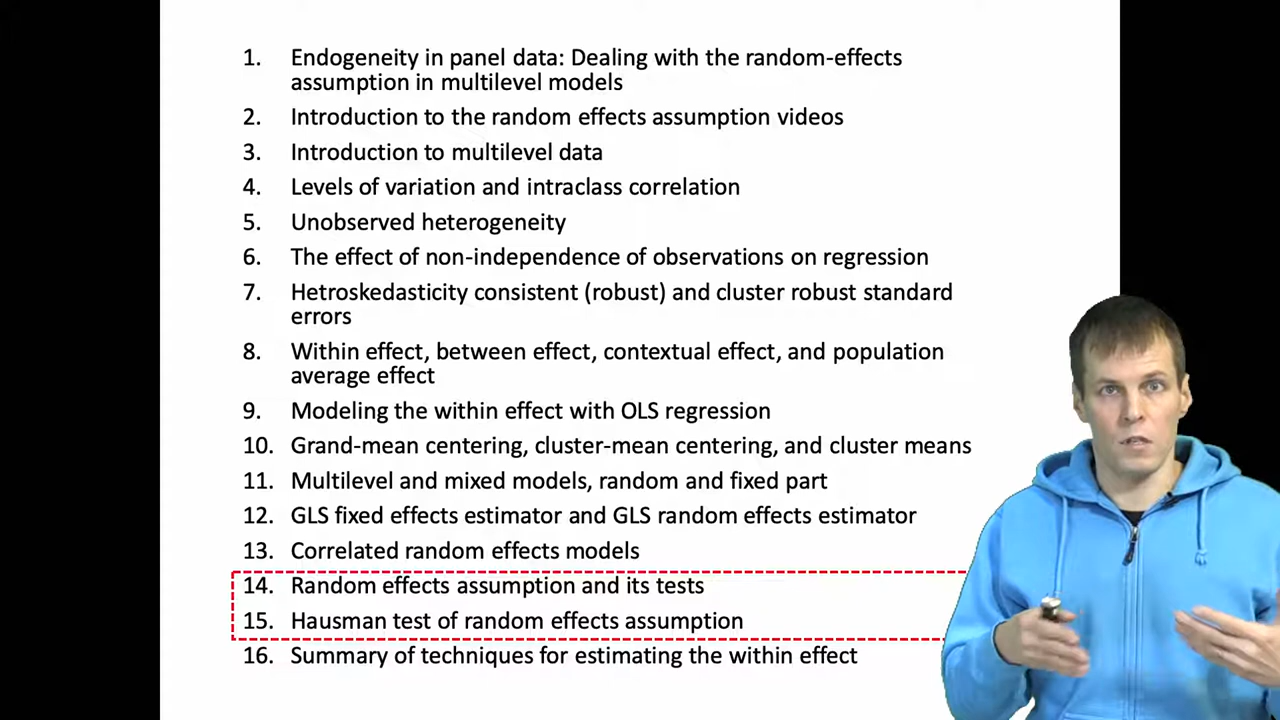 1. Endogeneity in panel data: Dealing with the random-effects
assumption in multilevel models
2. Introduction to the random effects assumption videos
3. Introduction to multilevel data
4. Levels of variation and intraclass correlation
5. Unobserved heterogeneity
6. The effect of non-independence of observations on regression
7. Hetroskedasticity consistent (robust) and cluster robust standard
errors
8. Within effect, between effect, contextual effect, and population
average effect
9. Modeling the within effect with OLS regression
10. Grand-mean centering, cluster-mean centering, and cluster means
11. Multilevel and mixed models, random and fixed part
12. GLS fixed effects estimator and GLS random effects estimator
13. Correlated random effects models
14. Random effects assumption and its tests
15. Hausman test of random effects assumption
16. Summary of techniques for estimating the within effect